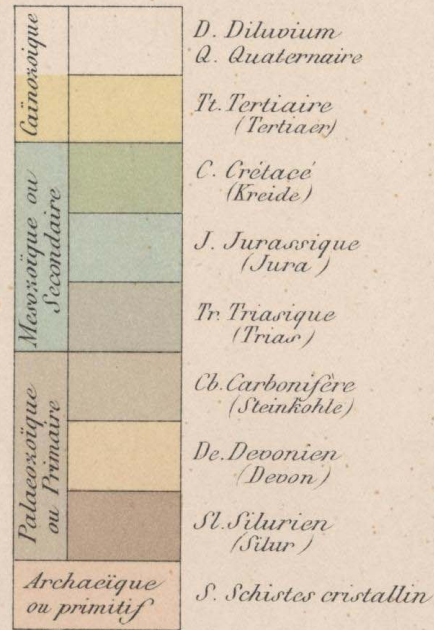 Caïnozoïque
D. Diluvium
Q. Quaternaire
Tt. Tertiaire
(Tertiaer)
Mesozoïque ou
Secondaire
C. Crétacé
(Kreide)
J. Jurassique
(Jura)
Tr. Triasique
(Trias)
Palaeozoïque
ou Primaire
Cb. Carbonifère
(Steinkohle)
De. Devonien
(Devon)
Sl. Silurien
(Silur)
Archaeïque
ou primitif
S. Schistes cristallin